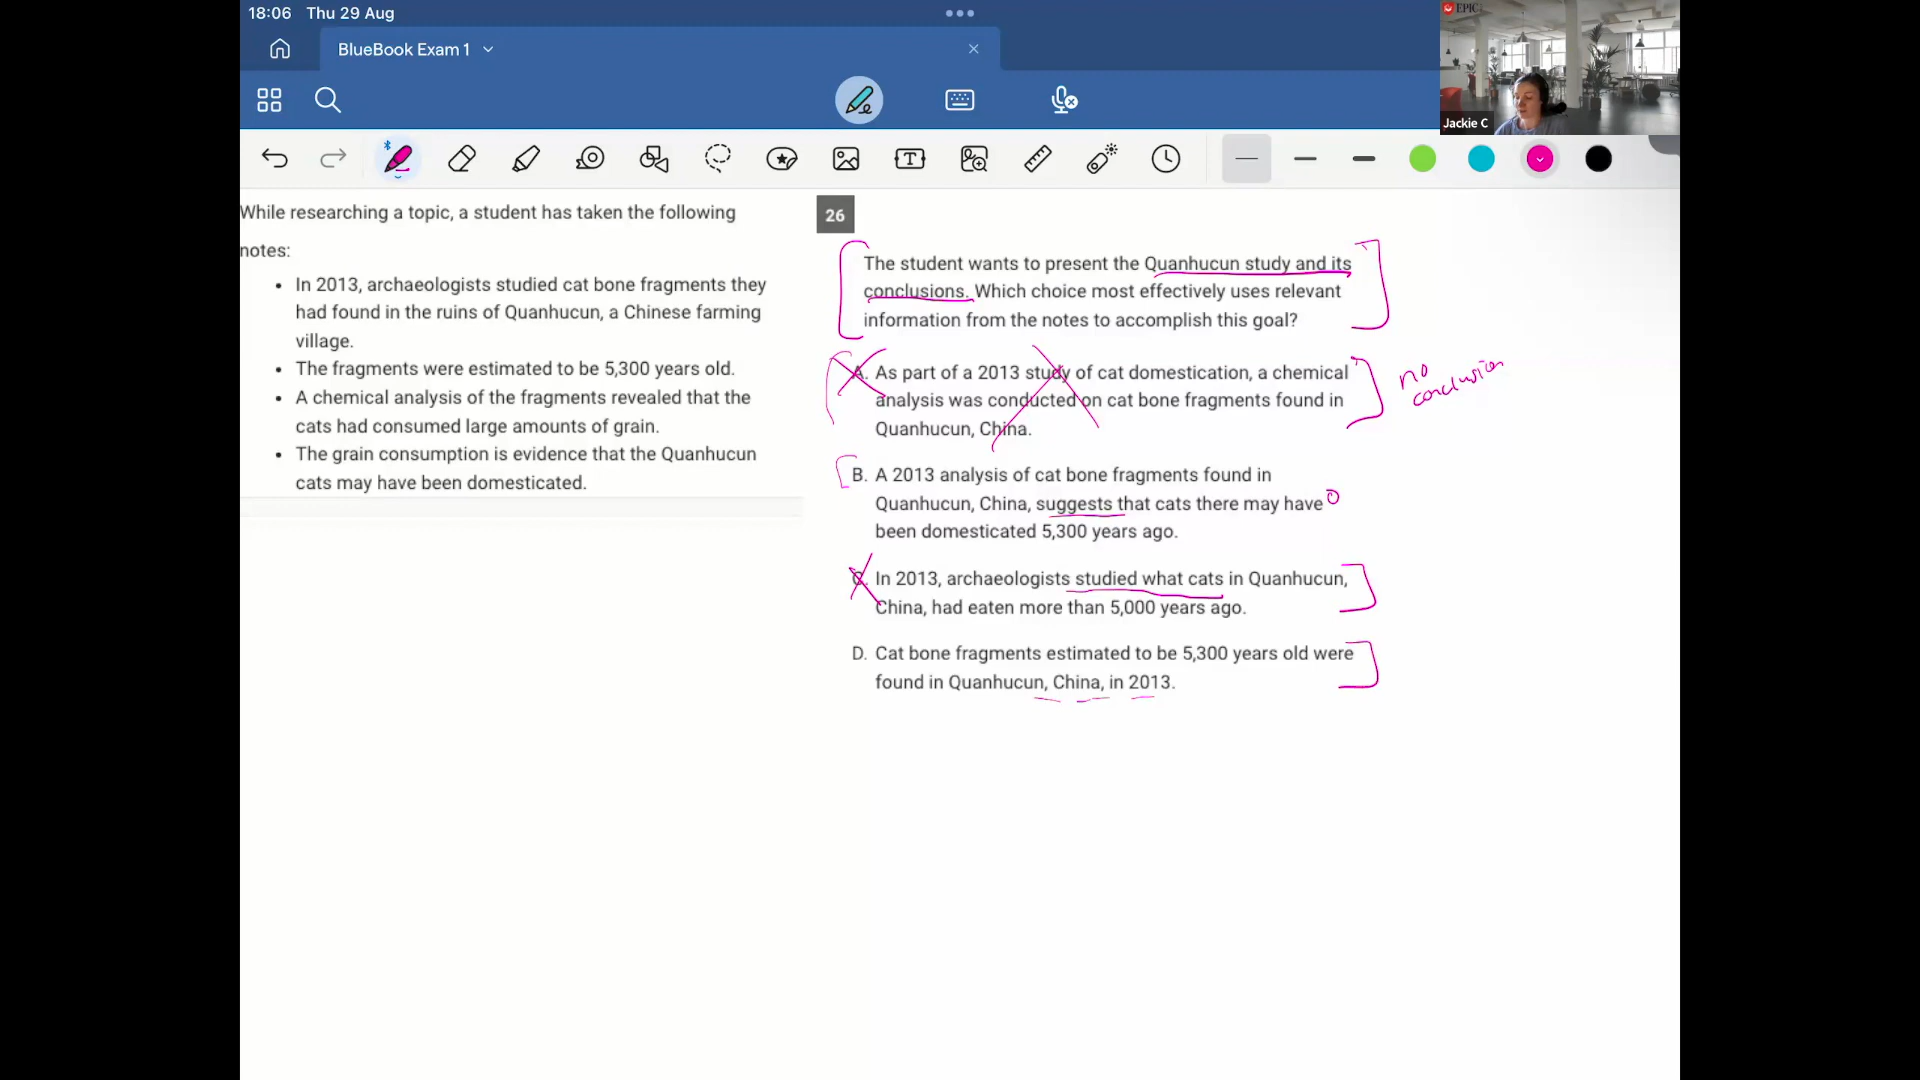 18:06 Thu 29 Aug
EPIC
BlueBook Exam 1
Jackie C
While researching a topic, a student has taken the following
notes:
• In 2013, archaeologists studied cat bone fragments they
had found in the ruins of Quanhucun, a Chinese farming
village.
• The fragments were estimated to be 5,300 years old.
• A chemical analysis of the fragments revealed that the
cats had consumed large amounts of grain.
• The grain consumption is evidence that the Quanhucun
cats may have been domesticated.
26
The student wants to present the Quanhucun study and its
conclusions. Which choice most effectively uses relevant
information from the notes to accomplish this goal?
A. As part of a 2013 study of cat domestication, a chemical
analysis was conducted on cat bone fragments found in
Quanhucun, China.
no
conclusion
B. A 2013 analysis of cat bone fragments found in
Quanhucun, China, suggests that cats there may have
been domesticated 5,300 years ago.
C. In 2013, archaeologists studied what cats in Quanhucun,
China, had eaten more than 5,000 years ago.
D. Cat bone fragments estimated to be 5,300 years old were
found in Quanhucun, China, in 2013.